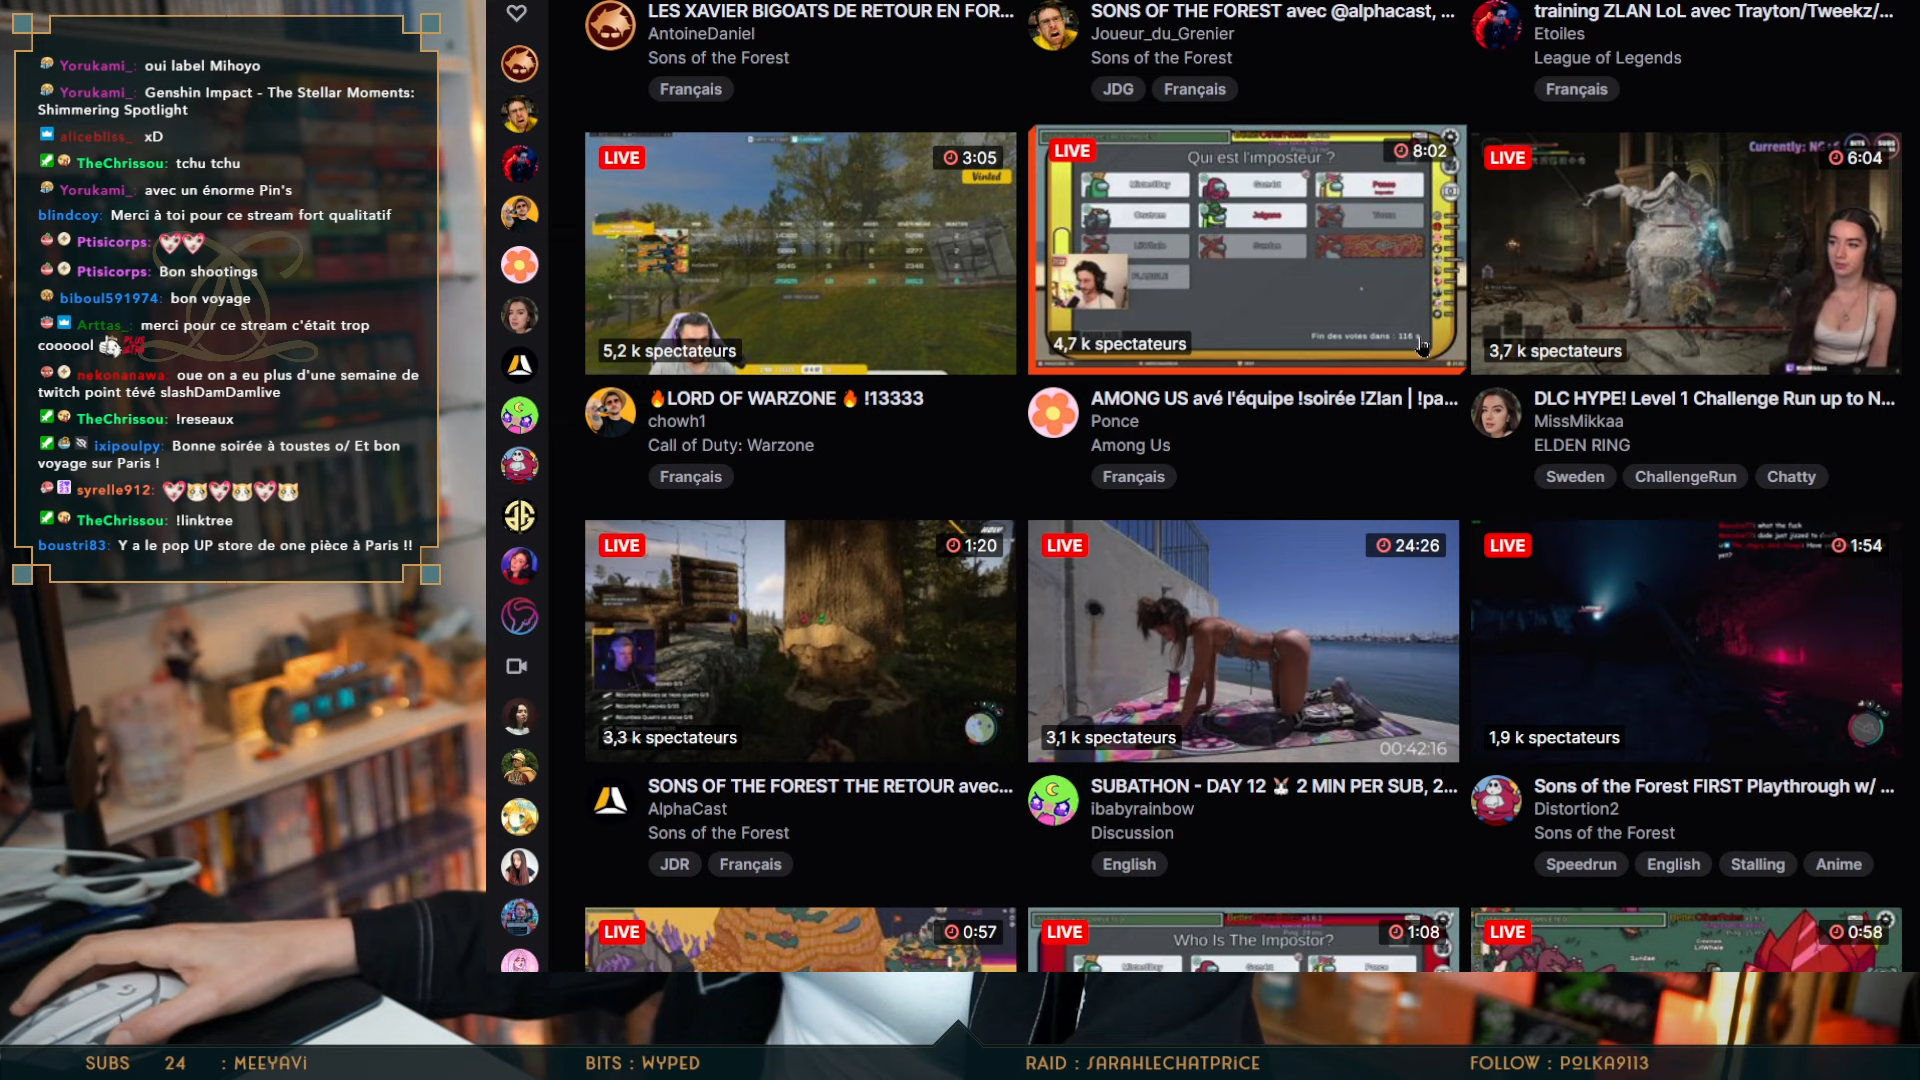 Yorukami_: oui label Mihoyo
Yorukami_: Genshin Impact - The Stellar Moments:
Shimmering Spotlight
alicebliss_ xD
TheChrissou: tchu tchu
Yorukami_: avec un énorme Pin's
blindcoy: Merci à toi pour ce stream fort qualitatif
Ptisicorps:
Ptisicorps: Bon shootings
biboul591974: bon voyage
Arttas_: merci pour ce stream c'était trop
coooool
nekonanawa: oue on a eu plus d'une semaine de
twitch point tévé slashDamDamlive
TheChrissou: !reseaux
ixipoulpy: Bonne soirée à toustes o/ Et bon
voyage sur Paris !
syrelle912:
TheChrissou: !linktree
boustri83: Y a le pop UP store de one pièce à Paris !!
LES XAVIER BIGOATS DE RETOUR EN FOR...
AntoineDaniel
Sons of the Forest
Français
SONS OF THE FOREST avec @alphacast, ...
Joueur_du_Grenier
Sons of the Forest
JDG Français
training ZLAN LoL avec Trayton/Tweekz/...
Etoiles
League of Legends
Français
LIVE
3:05
Vinted
5,2 k spectateurs
🔥LORD OF WARZONE 🔥 !13333
chowh1
Call of Duty: Warzone
Français
LIVE
8:02
Qui est l'imposteur ?
Ponce
Fin des votes dans : 116 s
4,7 k spectateurs
AMONG US avé l'équipe !soirée !Zlan | !pa...
Ponce
Among Us
Français
LIVE
Currently:
6:04
3,7 k spectateurs
DLC HYPE! Level 1 Challenge Run up to N...
MissMikkaa
ELDEN RING
Sweden ChallengeRun Chatty
LIVE
1:20
3,3 k spectateurs
SONS OF THE FOREST THE RETOUR avec...
AlphaCast
Sons of the Forest
JDR Français
LIVE
24:26
3,1 k spectateurs
00:42:16
SUBATHON - DAY 12 🐰 2 MIN PER SUB, 2...
ibabyrainbow
Discussion
English
LIVE
1:54
1,9 k spectateurs
Sons of the Forest FIRST Playthrough w/ ...
Distortion2
Sons of the Forest
Speedrun English Stalling Anime
LIVE
0:57
LIVE
1:08
Who Is The Impostor?
LIVE
0:58
SUBS 24 : MEEYAVi
BITS : WYPED
RAID : SARAHLECHATPRiCE
FOLLOW : POLKA9113